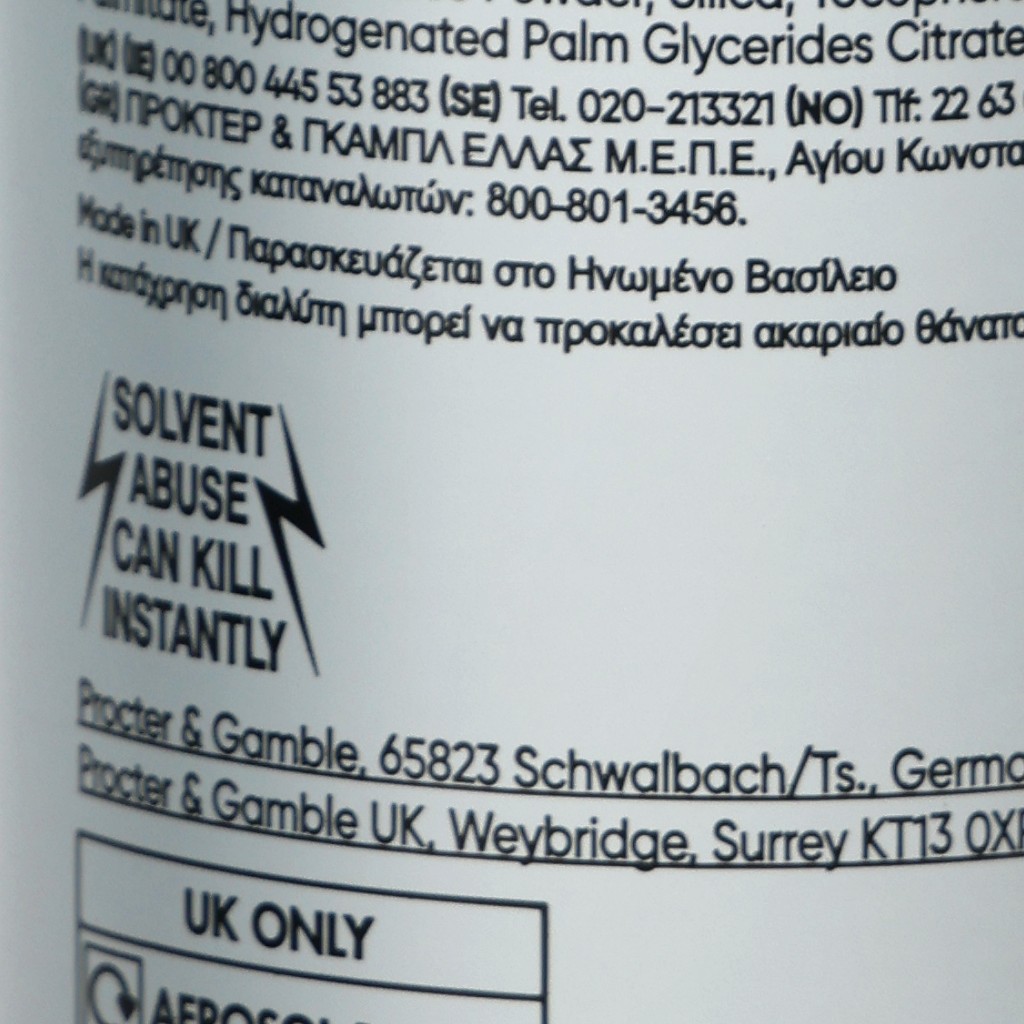 Powder, Silica,
Hydrogenated Palm Glycerides Citrate
(UK) (IE) 00 800 445 53 883 (SE) Tel. 020-213321 (NO) Tlf: 22 63
(GR) ΠΡΟΚΤΕΡ & ΓΚΑΜΠΛ ΕΛΛΑΣ Μ.Ε.Π.Ε., Αγίου
εξυπηρέτησης καταναλωτών: 800-801-3456.
Made in UK / Παρασκευάζεται στο Ηνωμένο Βασίλειο
Η κατάχρηση διαλύτη μπορεί να προκαλέσει ακαριαίο
SOLVENT
ABUSE
CAN KILL
INSTANTLY
Procter & Gamble, 65823 Schwalbach/Ts.,
Procter & Gamble UK, Weybridge, Surrey KT13
UK ONLY